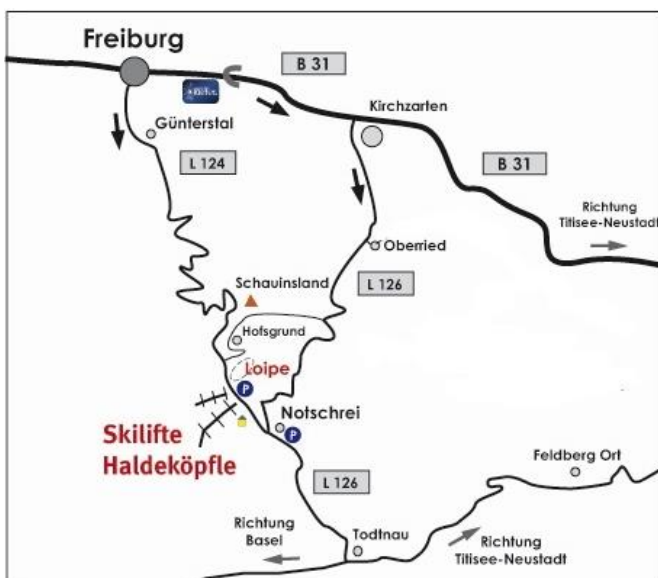 Freiburg
B 31
Kirchzarten
Günterstal
L 124
B 31
Richtung
Titisee-Neustadt
Oberried
Schauinsland
L 126
Hofsgrund
Loipe
P
Notschrei
P
Skilifte
Haldeköpfle
Feldberg Ort
L 126
Richtung
Basel
Todtnau
Richtung
Titisee-Neustadt